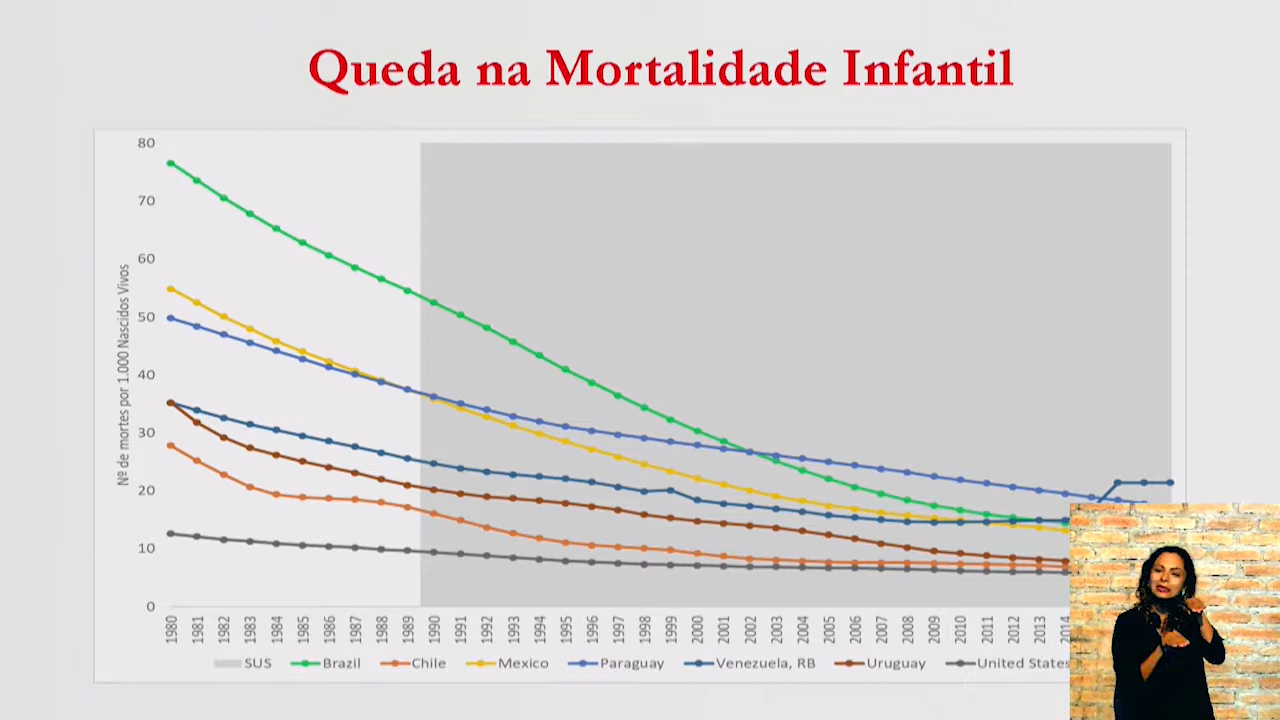 Queda na Mortalidade Infantil
80
70
60
50
40
30
20
10
0
Nº de mortes por 1.000 Nascidos Vivos
1980 1981 1982 1983 1984 1985 1986 1987 1988 1989 1990 1991 1992 1993 1994 1995 1996 1997 1998 1999 2000 2001 2002 2003 2004 2005 2006 2007 2008 2009 2010 2011 2012 2013 2014
SUS Brazil Chile Mexico Paraguay Venezuela, RB Uruguay United States